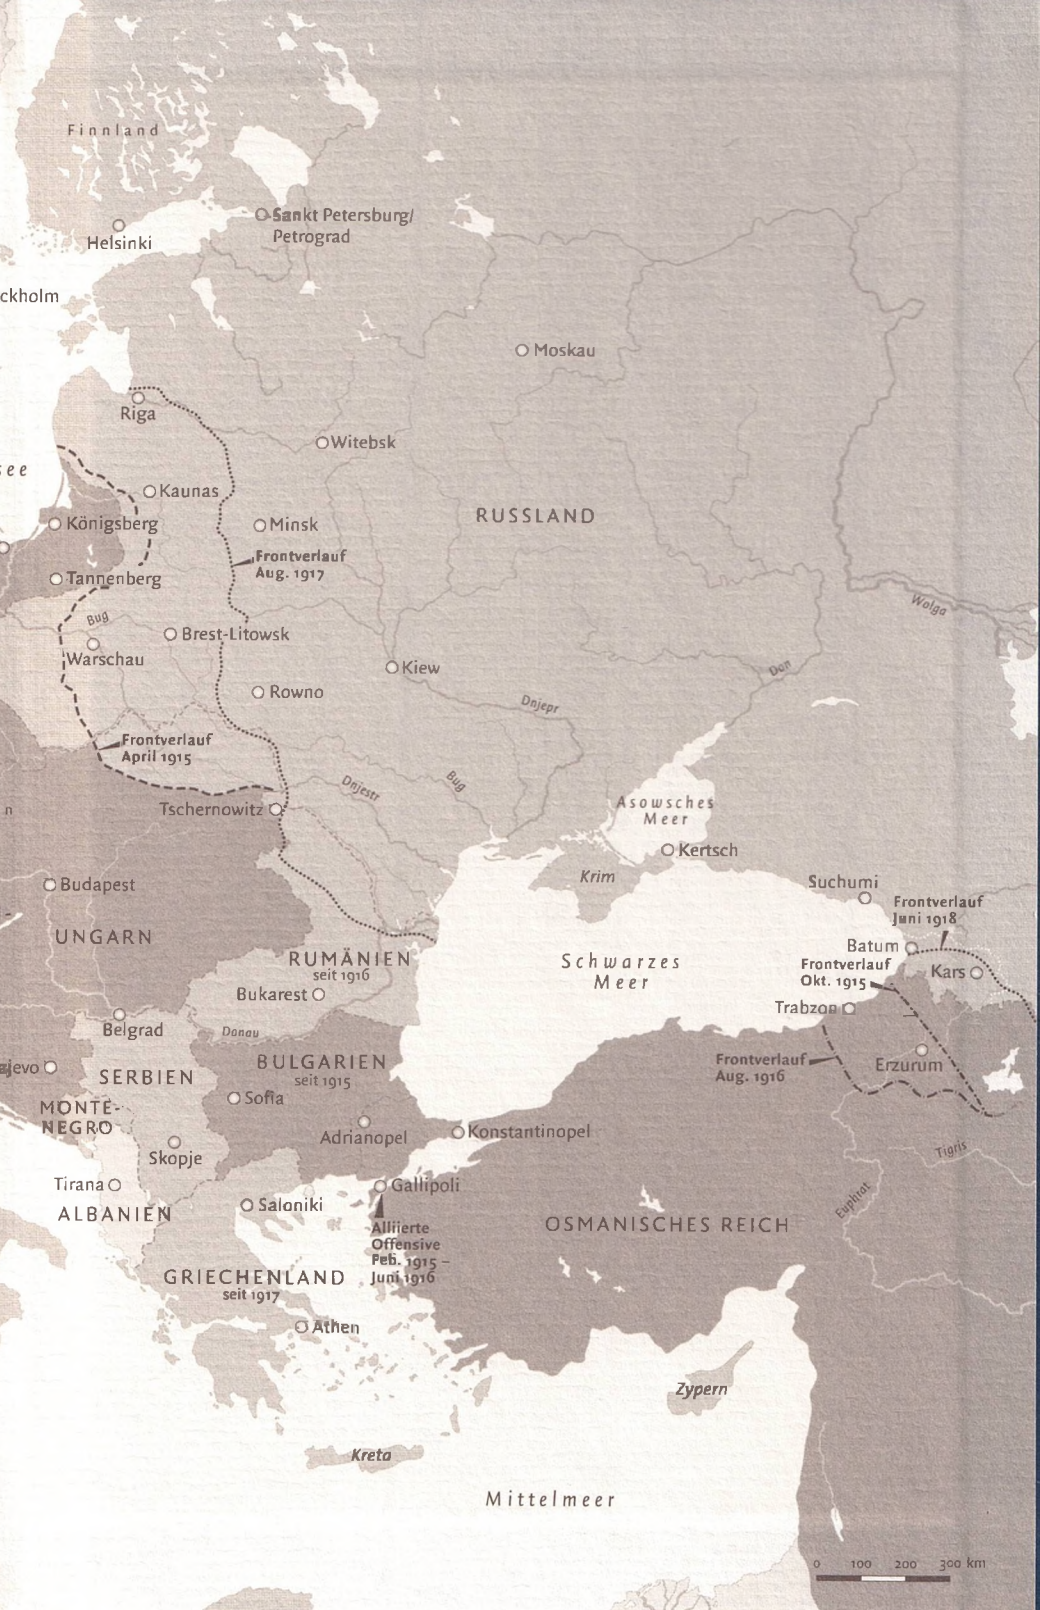 Finnland
Sankt Petersburg/
Petrograd
Helsinki
ckholm
Moskau
Riga
Witebsk
see
Kaunas
RUSSLAND
Königsberg
Minsk
Frontverlauf
Aug. 1917
Tannenberg
Wolga
Bug
Brest-Litowsk
Warschau
Kiew
Don
Rowno
Dnjepr
Frontverlauf
April 1915
Dnjestr
Bug
Asowsches
Meer
n
Tschernowitz
Kertsch
Krim
Suchumi
Budapest
Frontverlauf
Juni 1918
UNGARN
Batum
RUMÄNIEN
seit 1916
Schwarzes
Meer
Frontverlauf
Okt. 1915
Kars
Bukarest
Trabzon
Belgrad
Donau
BULGARIEN
seit 1915
Frontverlauf
Aug. 1916
Erzurum
ajevo
SERBIEN
Sofia
MONTE-
NEGRO
Adrianopel
Konstantinopel
Skopje
Tigris
Tirana
Gallipoli
Euphrat
Saloniki
ALBANIEN
OSMANISCHES REICH
Alliierte
Offensive
Feb. 1915 –
Juni 1916
GRIECHENLAND
seit 1917
Athen
Zypern
Kreta
Mittelmeer
0 100 200 300 km